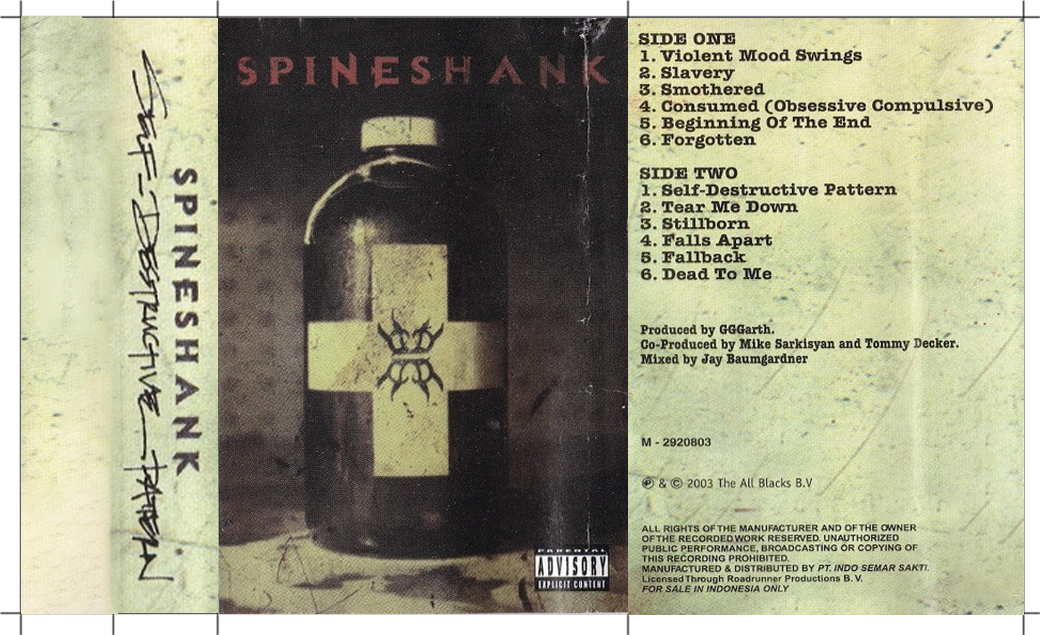 Self-Destructive Pattern
SPINESHANK
SPINESHANK
PARENTAL
ADVISORY
EXPLICIT CONTENT
SIDE ONE
1. Violent Mood Swings
2. Slavery
3. Smothered
4. Consumed (Obsessive Compulsive)
5. Beginning Of The End
6. Forgotten
SIDE TWO
1. Self-Destructive Pattern
2. Tear Me Down
3. Stillborn
4. Falls Apart
5. Fallback
6. Dead To Me
Produced by GGGarth.
Co-Produced by Mike Sarkisyan and Tommy Decker.
Mixed by Jay Baumgardner
M - 2920803
℗ & © 2003 The All Blacks B.V
ALL RIGHTS OF THE MANUFACTURER AND OF THE OWNER
OF THE RECORDED WORK RESERVED. UNAUTHORIZED
PUBLIC PERFORMANCE, BROADCASTING OR COPYING OF
THIS RECORDING PROHIBITED.
MANUFACTURED & DISTRIBUTED BY PT. INDO SEMAR SAKTI.
Licensed Through Roadrunner Productions B. V.
FOR SALE IN INDONESIA ONLY